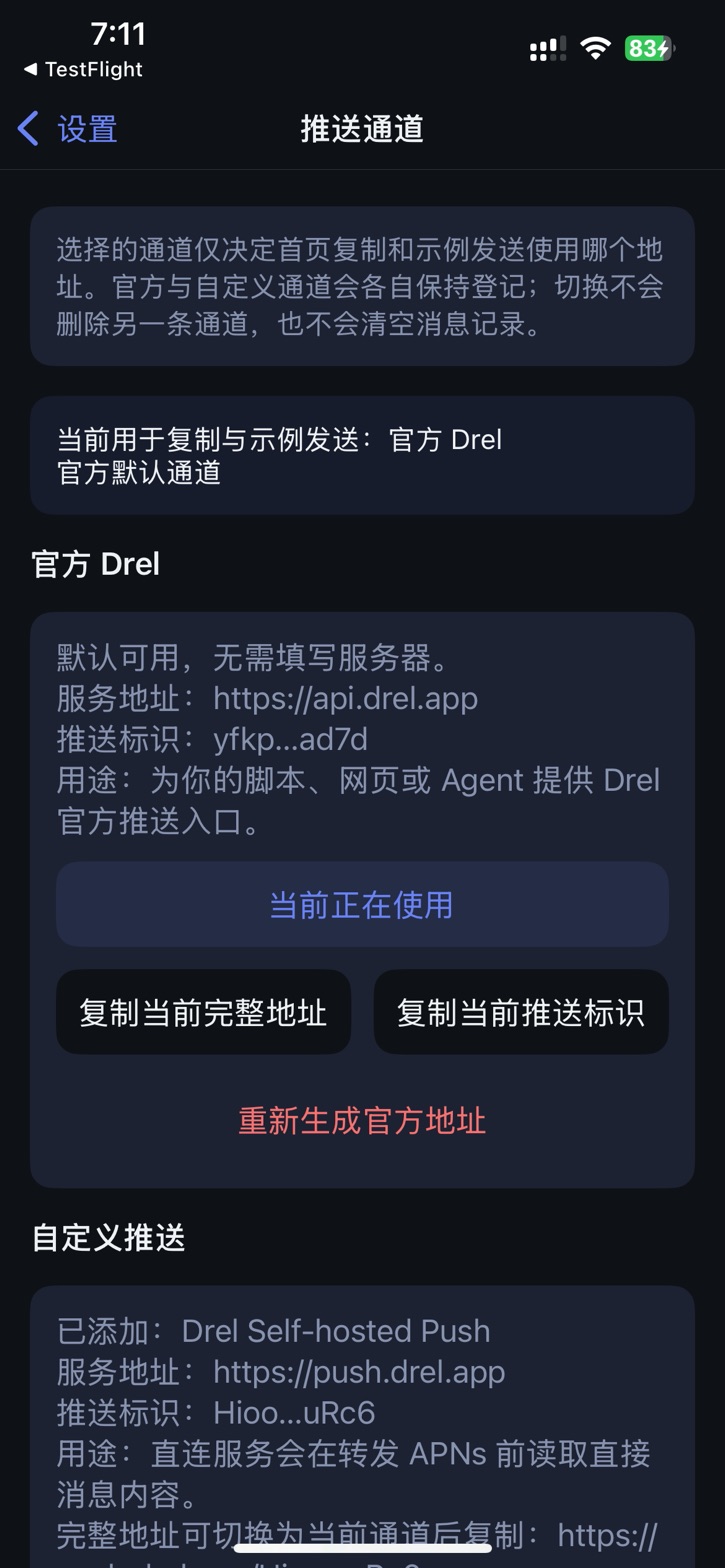 7:11
83
◀ TestFlight
设置
推送通道
选择的通道仅决定首页复制和示例发送使用哪个地
址。官方与自定义通道会各自保持登记；切换不会
删除另一条通道，也不会清空消息记录。
当前用于复制与示例发送：官方 Drel
官方默认通道
官方 Drel
默认可用，无需填写服务器。
服务地址：https://api.drel.app
推送标识：yfkp...ad7d
用途：为你的脚本、网页或 Agent 提供 Drel
官方推送入口。
当前正在使用
复制当前完整地址
复制当前推送标识
重新生成官方地址
自定义推送
已添加：Drel Self-hosted Push
服务地址：https://push.drel.app
推送标识：Hioo...uRc6
用途：直连服务会在转发 APNs 前读取直接
消息内容。
完整地址可切换为当前通道后复制：https://